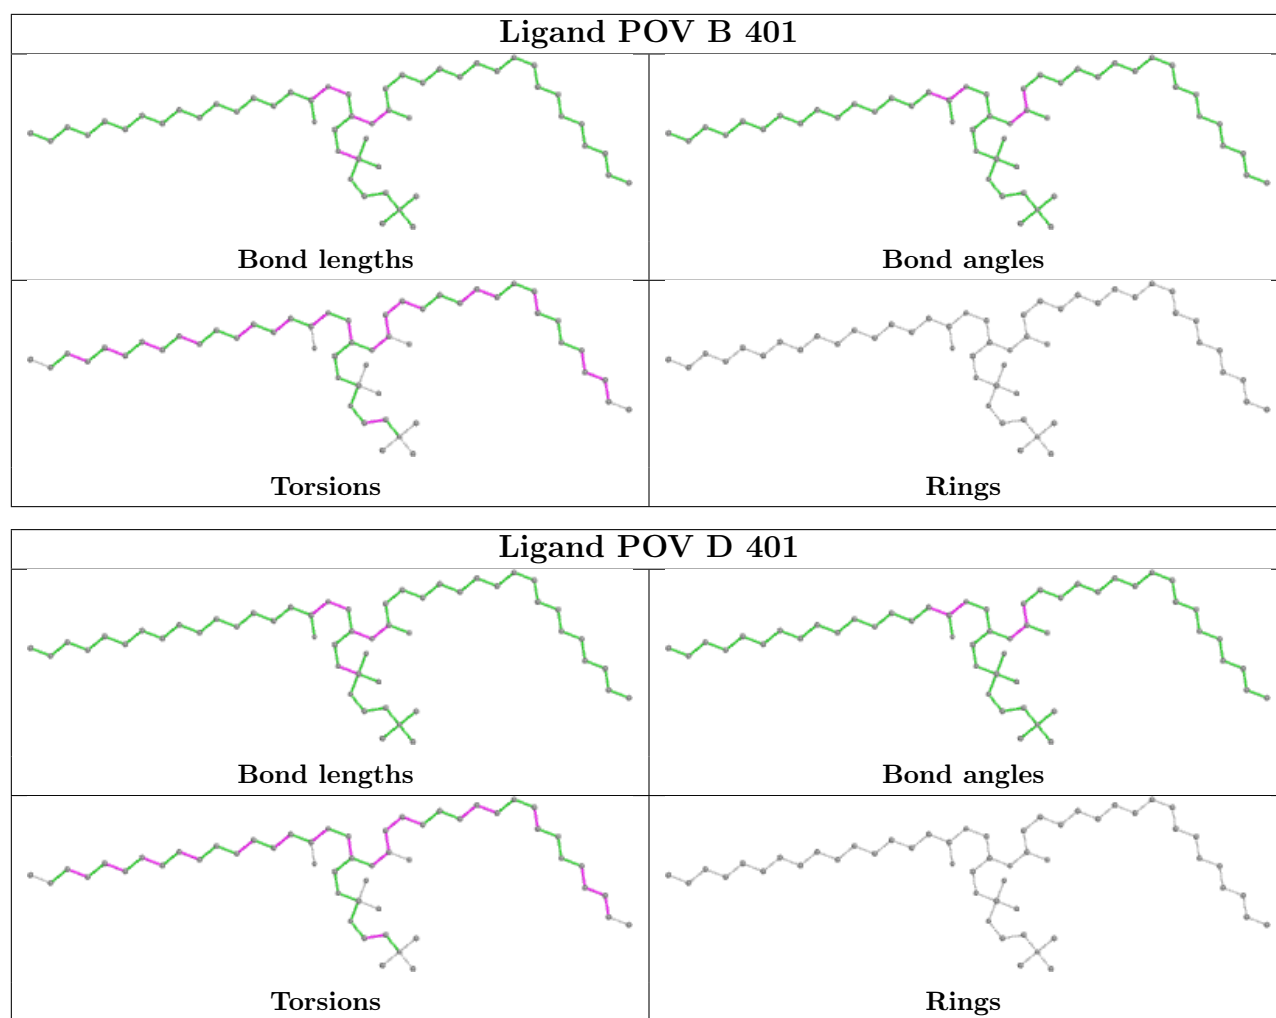 Ligand POV B 401
Bond lengths
Bond angles
Torsions
Rings
Ligand POV D 401
Bond lengths
Bond angles
Torsions
Rings